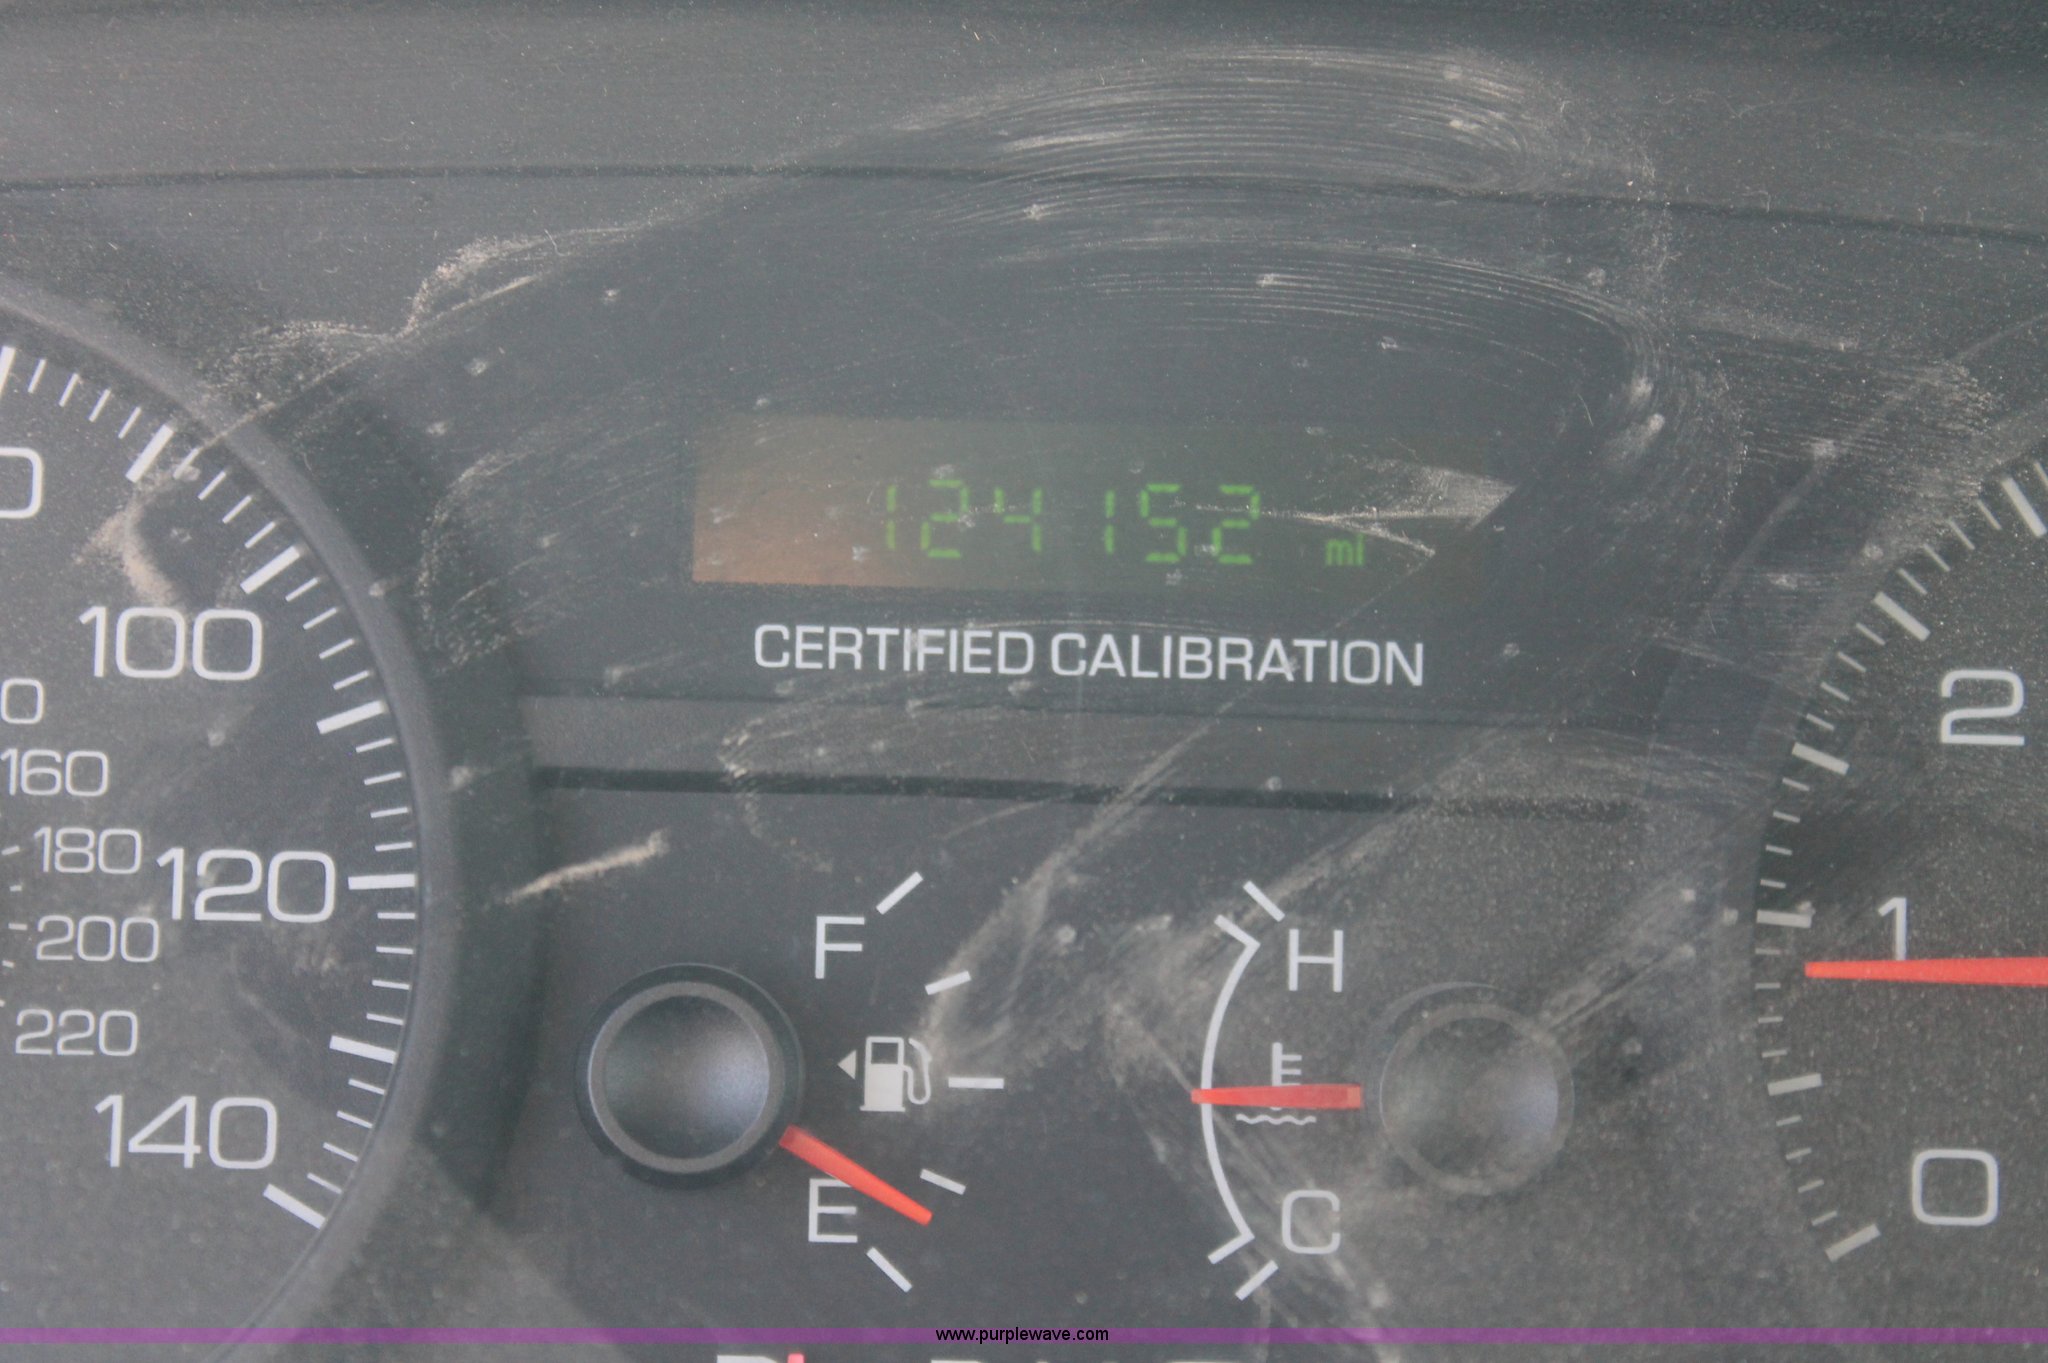 124152 mi
CERTIFIED CALIBRATION
100
160
180
120
200
220
140
F
E
H
C
2
1
0
www.purplewave.com